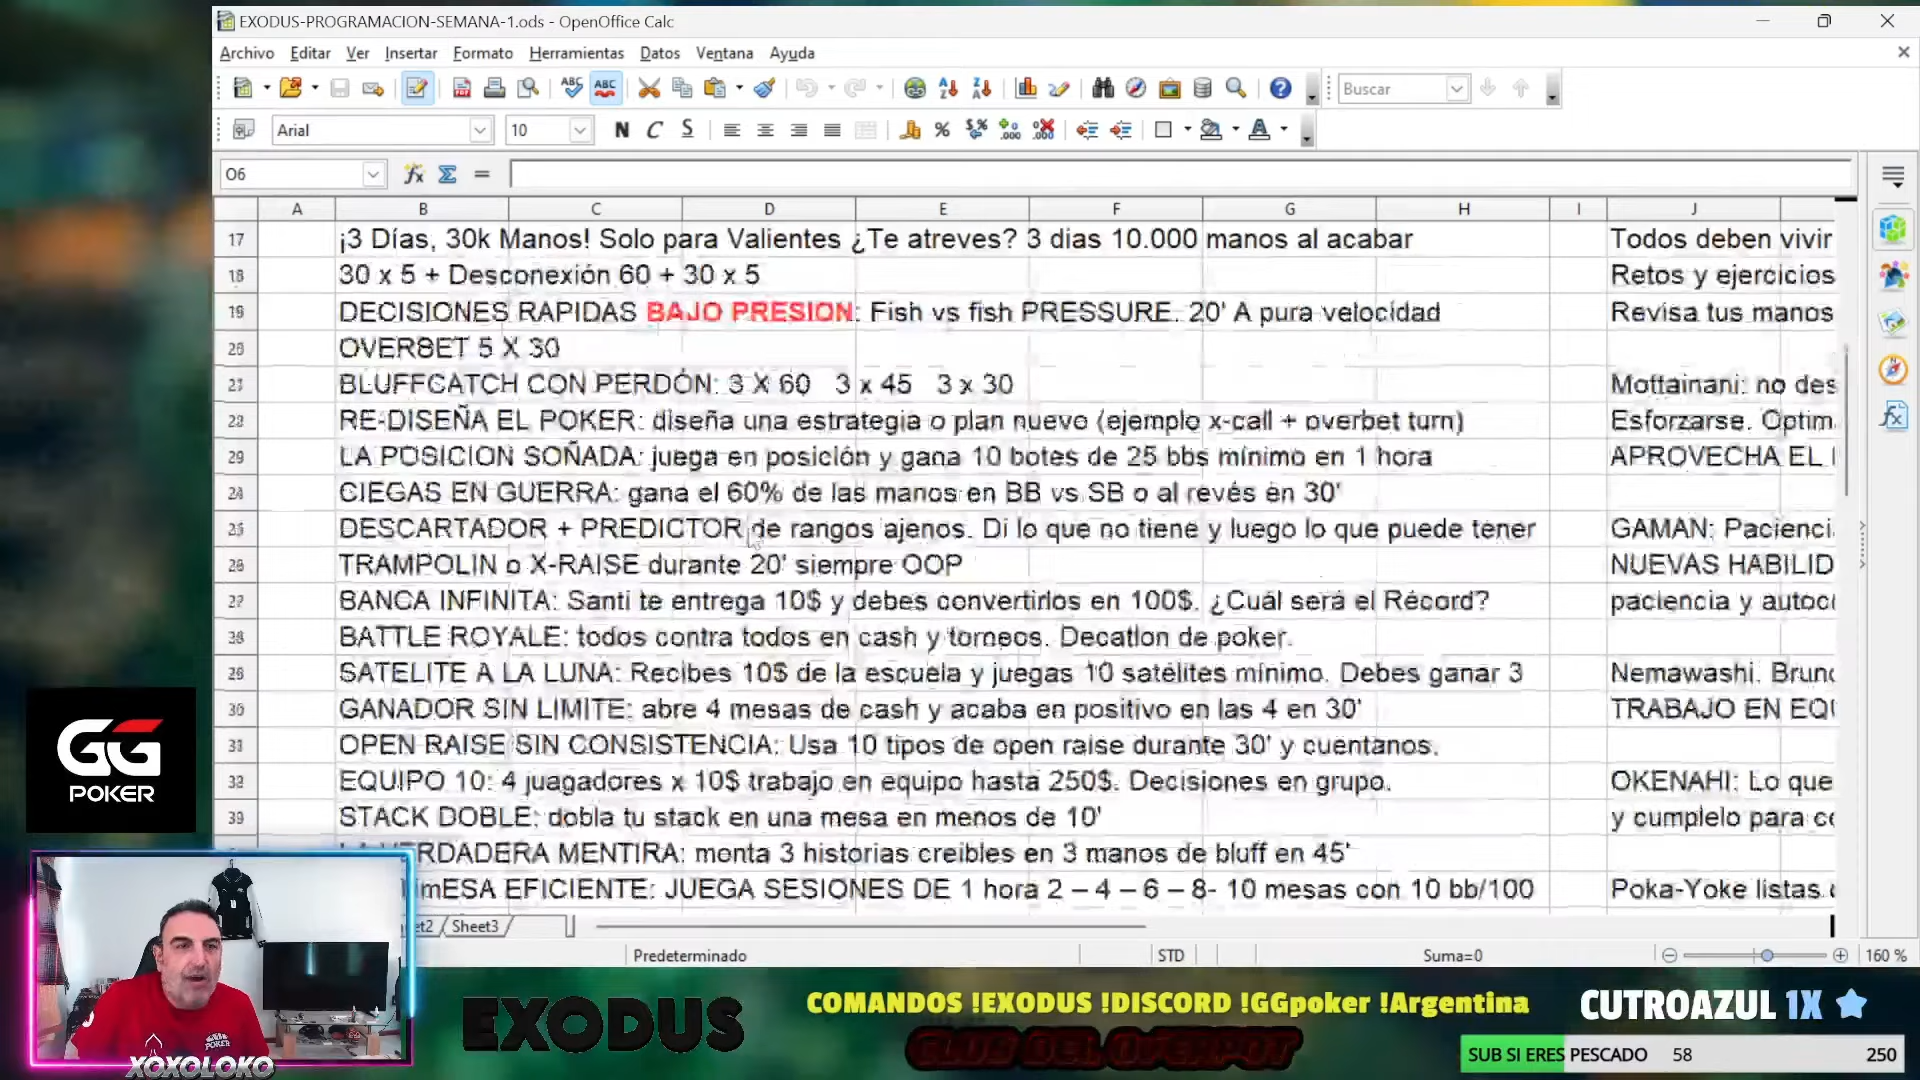 EXODUS-PROGRAMACION-SEMANA-1.ods - OpenOffice Calc
Archivo Editar Ver Insertar Formato Herramientas Datos Ventana Ayuda
Buscar
Arial 10 N C S
O6
A B C D E F G H I J
17 ¡3 Días, 30k Manos! Solo para Valientes ¿Te atreves? 3 dias 10.000 manos al acabar Todos deben vivir
18 30 x 5 + Desconexión 60 + 30 x 5 Retos y ejercicios
19 DECISIONES RAPIDAS BAJO PRESION: Fish vs fish PRESSURE. 20' A pura velocidad Revisa tus manos
20 OVERBET 5 X 30
21 BLUFFCATCH CON PERDÓN: 3 X 60 3 x 45 3 x 30 Mottainani: no des
22 RE-DISEÑA EL POKER: diseña una estrategia o plan nuevo (ejemplo x-call + overbet turn) Esforzarse. Optim
23 LA POSICION SOÑADA: juega en posición y gana 10 botes de 25 bbs mínimo en 1 hora APROVECHA EL
24 CIEGAS EN GUERRA: gana el 60% de las manos en BB vs SB o al revés en 30'
25 DESCARTADOR + PREDICTOR de rangos ajenos. Di lo que no tiene y luego lo que puede tener GAMAN: Pacienci
26 TRAMPOLIN o X-RAISE durante 20' siempre OOP NUEVAS HABILID
27 BANCA INFINITA: Santi te entrega 10$ y debes convertirlos en 100$. ¿Cuál será el Récord? paciencia y autoco
28 BATTLE ROYALE: todos contra todos en cash y torneos. Decatlon de poker.
29 SATELITE A LA LUNA: Recibes 10$ de la escuela y juegas 10 satélites mínimo. Debes ganar 3 Nemawashi. Bruno
30 GANADOR SIN LIMITE: abre 4 mesas de cash y acaba en positivo en las 4 en 30' TRABAJO EN EQU
31 OPEN RAISE SIN CONSISTENCIA: Usa 10 tipos de open raise durante 30' y cuentanos.
32 EQUIPO 10: 4 juagadores x 10$ trabajo en equipo hasta 250$. Decisiones en grupo. OKENAHI: Lo que
33 STACK DOBLE: dobla tu stack en una mesa en menos de 10' y cumplelo para co
VERDADERA MENTIRA: monta 3 historias creibles en 3 manos de bluff en 45'
imESA EFICIENTE: JUEGA SESIONES DE 1 hora 2 – 4 – 6 – 8- 10 mesas con 10 bb/100 Poka-Yoke listas
et2 Sheet3
Predeterminado STD Suma=0 160 %
GG
POKER
XOXOLOKO
EXODUS
COMANDOS !EXODUS !DISCORD !GGpoker !Argentina
CLUB DEL OVERPOT
CUTROAZUL 1X
SUB SI ERES PESCADO 58 250